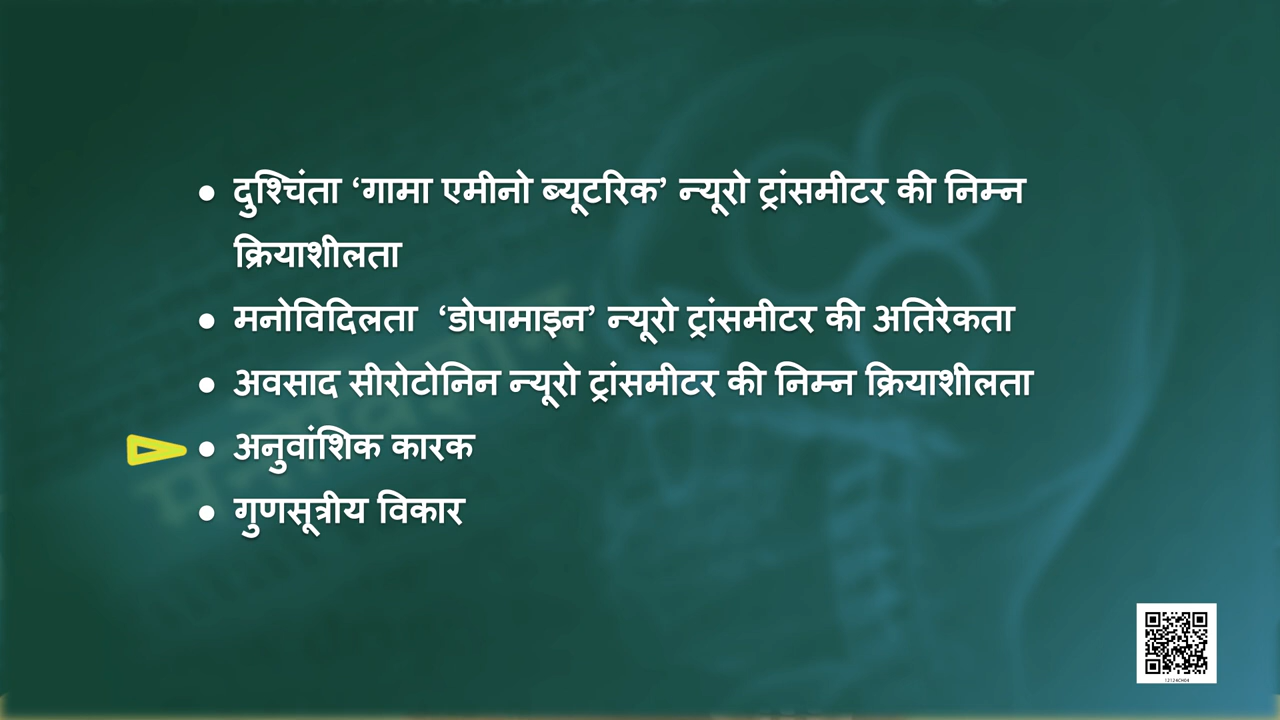 • दुश्चिंता ‘गामा एमीनो ब्यूटरिक’ न्यूरो ट्रांसमीटर की निम्न
क्रियाशीलता
• मनोविदिलता ‘डोपामाइन’ न्यूरो ट्रांसमीटर की अतिरेकता
• अवसाद सीरोटोनिन न्यूरो ट्रांसमीटर की निम्न क्रियाशीलता
• अनुवांशिक कारक
• गुणसूत्रीय विकार